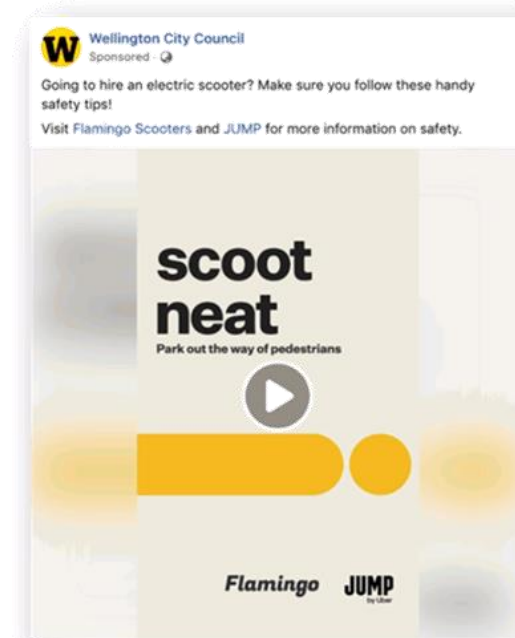 W
Wellington City Council
Sponsored ·
Going to hire an electric scooter? Make sure you follow these handy
safety tips!
Visit Flamingo Scooters and JUMP for more information on safety.
scoot
neat
Park out the way of pedestrians
Flamingo JUMP
by Uber